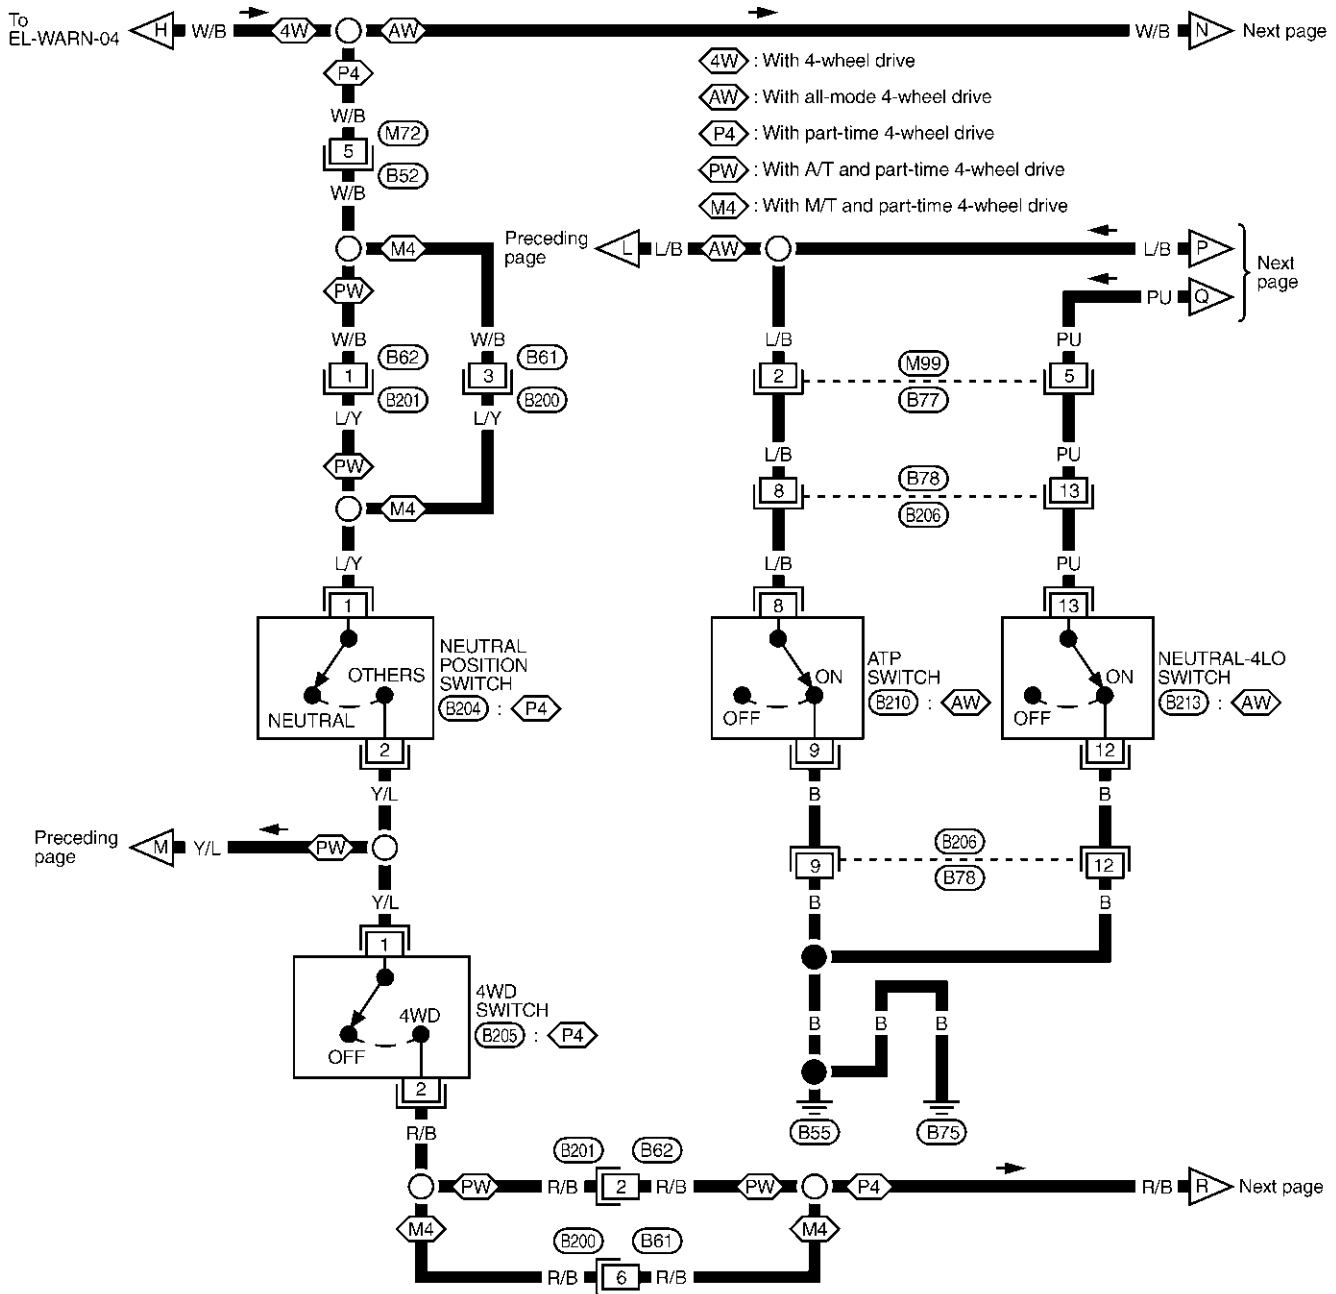 To
EL-WARN-04
H
W/B
4W
AW
W/B
N
Next page
P4
W/B
5
M72
B52
W/B
4W : With 4-wheel drive
AW : With all-mode 4-wheel drive
P4 : With part-time 4-wheel drive
PW : With A/T and part-time 4-wheel drive
M4 : With M/T and part-time 4-wheel drive
M4
PW
W/B
W/B
1
B62
B201
3
B61
B200
L/Y
L/Y
PW
M4
L/Y
1
NEUTRAL
OTHERS
2
NEUTRAL
POSITION
SWITCH
B204 : P4
Y/L
Preceding
page
M
Y/L
PW
Y/L
1
OFF
4WD
2
4WD
SWITCH
B205 : P4
R/B
Preceding
page
L
L/B
AW
L/B
P
PU
Q
Next
page
L/B
PU
2
M99
B77
5
L/B
PU
8
B78
B206
13
L/B
PU
8
OFF
ON
9
ATP
SWITCH
B210 : AW
13
OFF
ON
12
NEUTRAL-4LO
SWITCH
B213 : AW
B
B
9
B206
B78
12
B
B
B
B
B
B55
B75
PW
R/B
B201
B62
2
R/B
PW
P4
R/B
R
Next page
M4
M4
R/B
B200
B61
6
R/B